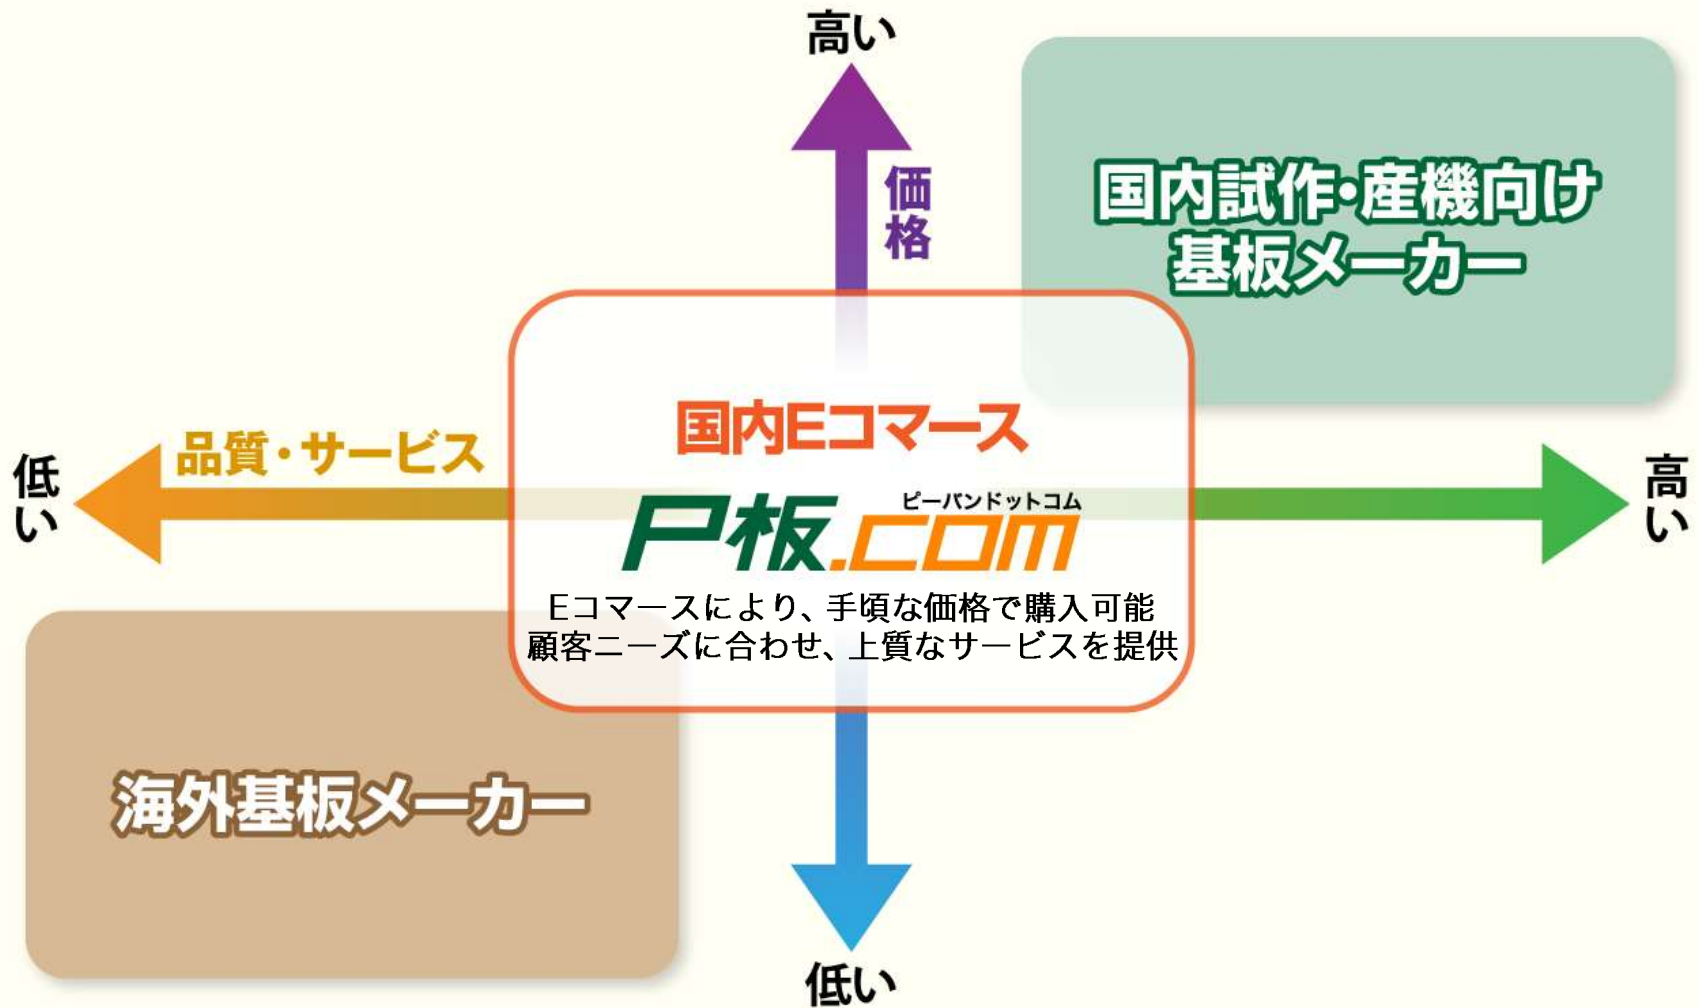 高い
価格
国内試作・産機向け
基板メーカー
国内Eコマース
品質・サービス
低い
高い
ピーバンドットコム
P板.com
Eコマースにより、手頃な価格で購入可能
顧客ニーズに合わせ、上質なサービスを提供
海外基板メーカー
低い